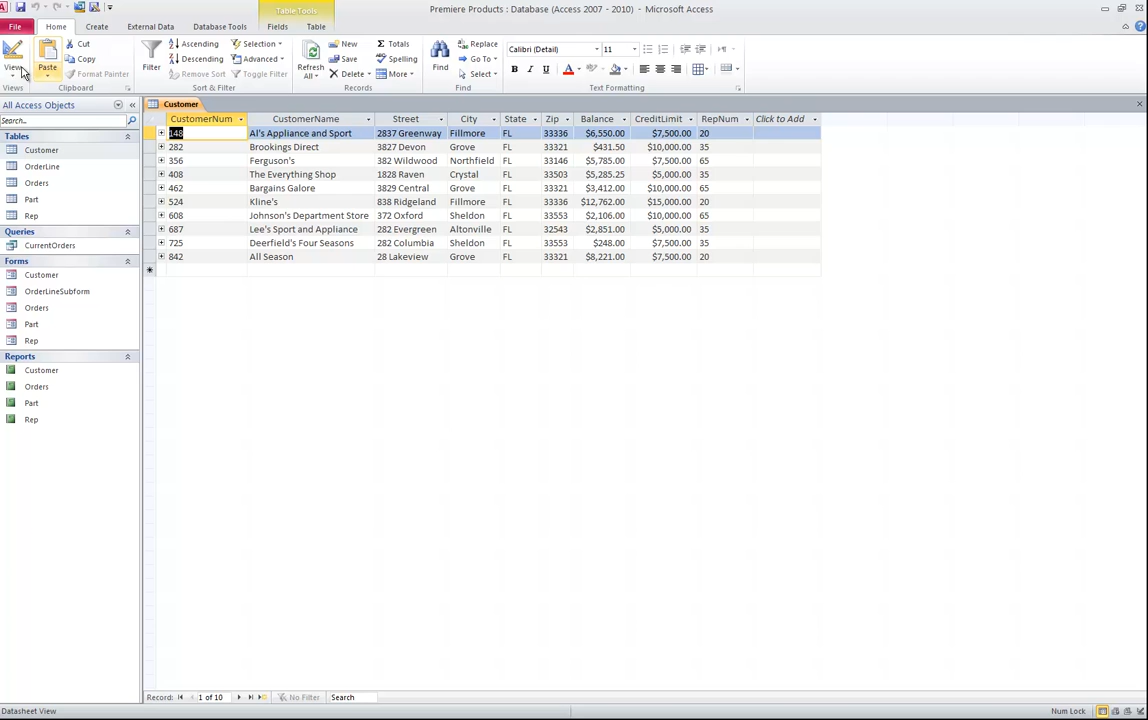 Table Tools
Premiere Products : Database (Access 2007 - 2010) - Microsoft Access
File Home Create External Data Database Tools Fields Table
View Paste Cut Copy Format Painter Filter Ascending Descending Remove Sort Selection Advanced Toggle Filter Refresh All New Save Delete Σ Totals Spelling More Find Replace Go To Select Calibri (Detail) 11
B I U A
Views Clipboard Sort & Filter Records Find Text Formatting
All Access Objects
Search...
Tables
Customer
OrderLine
Orders
Part
Rep
Queries
CurrentOrders
Forms
Customer
OrderLineSubform
Orders
Part
Rep
Reports
Customer
Orders
Part
Rep
Customer
CustomerNum CustomerName Street City State Zip Balance CreditLimit RepNum Click to Add
148 Al's Appliance and Sport 2837 Greenway Fillmore FL 33336 $6,550.00 $7,500.00 20
282 Brookings Direct 3827 Devon Grove FL 33321 $431.50 $10,000.00 35
356 Ferguson's 382 Wildwood Northfield FL 33146 $5,785.00 $7,500.00 65
408 The Everything Shop 1828 Raven Crystal FL 33503 $5,285.25 $5,000.00 35
462 Bargains Galore 3829 Central Grove FL 33321 $3,412.00 $10,000.00 65
524 Kline's 838 Ridgeland Fillmore FL 33336 $12,762.00 $15,000.00 20
608 Johnson's Department Store 372 Oxford Sheldon FL 33553 $2,106.00 $10,000.00 65
687 Lee's Sport and Appliance 282 Evergreen Altonville FL 32543 $2,851.00 $5,000.00 35
725 Deerfield's Four Seasons 282 Columbia Sheldon FL 33553 $248.00 $7,500.00 35
842 All Season 28 Lakeview Grove FL 33321 $8,221.00 $7,500.00 20
Record: 1 of 10 No Filter Search
Datasheet View Num Lock